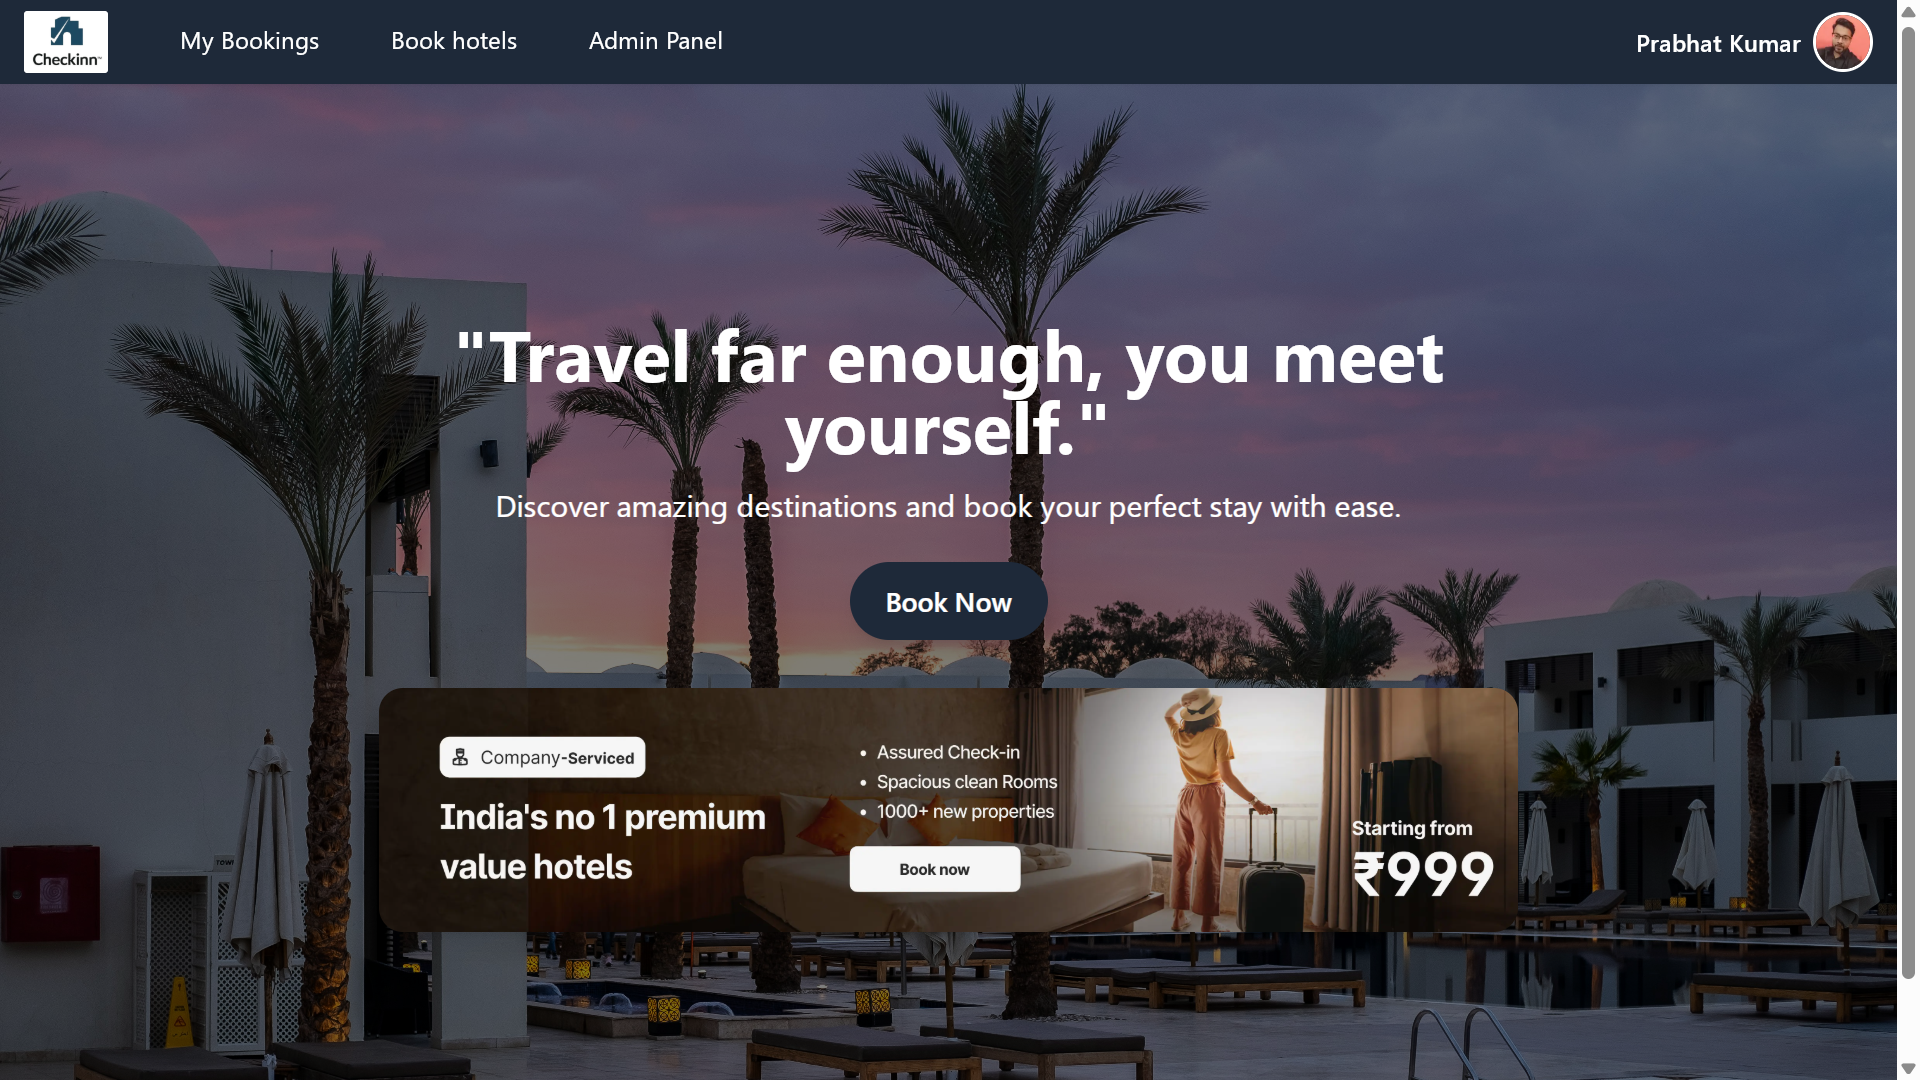 Checkinn™
My Bookings
Book hotels
Admin Panel
Prabhat Kumar
"Travel far enough, you meet
yourself."
Discover amazing destinations and book your perfect stay with ease.
Book Now
Company-Serviced
India's no 1 premium
value hotels
• Assured Check-in
• Spacious clean Rooms
• 1000+ new properties
Book now
Starting from
₹999